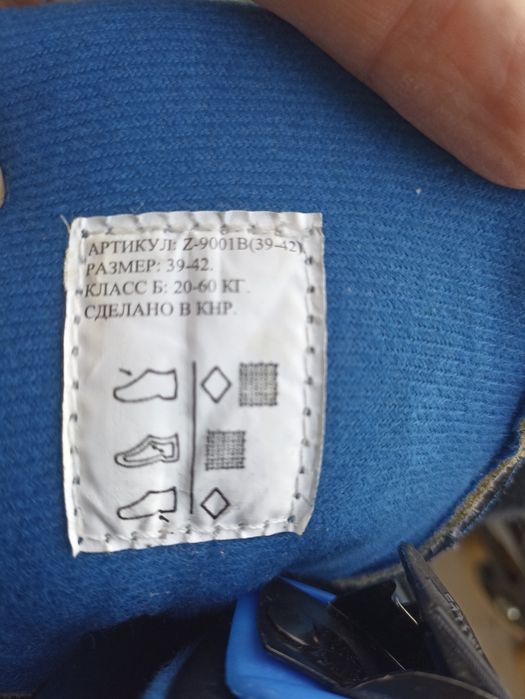 АРТИКУЛ: Z-9001B(39-42)
РАЗМЕР: 39-42.
КЛАСС Б: 20-60 КГ.
СДЕЛАНО В КНР.